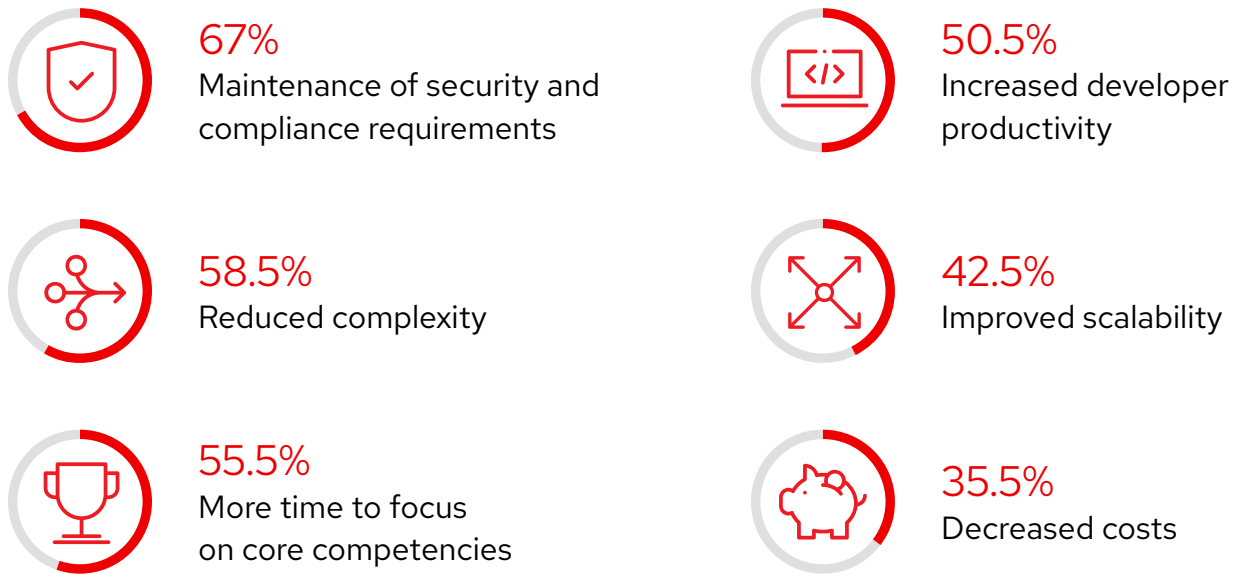 67%
Maintenance of security and
compliance requirements
58.5%
Reduced complexity
55.5%
More time to focus
on core competencies
50.5%
Increased developer
productivity
42.5%
Improved scalability
35.5%
Decreased costs